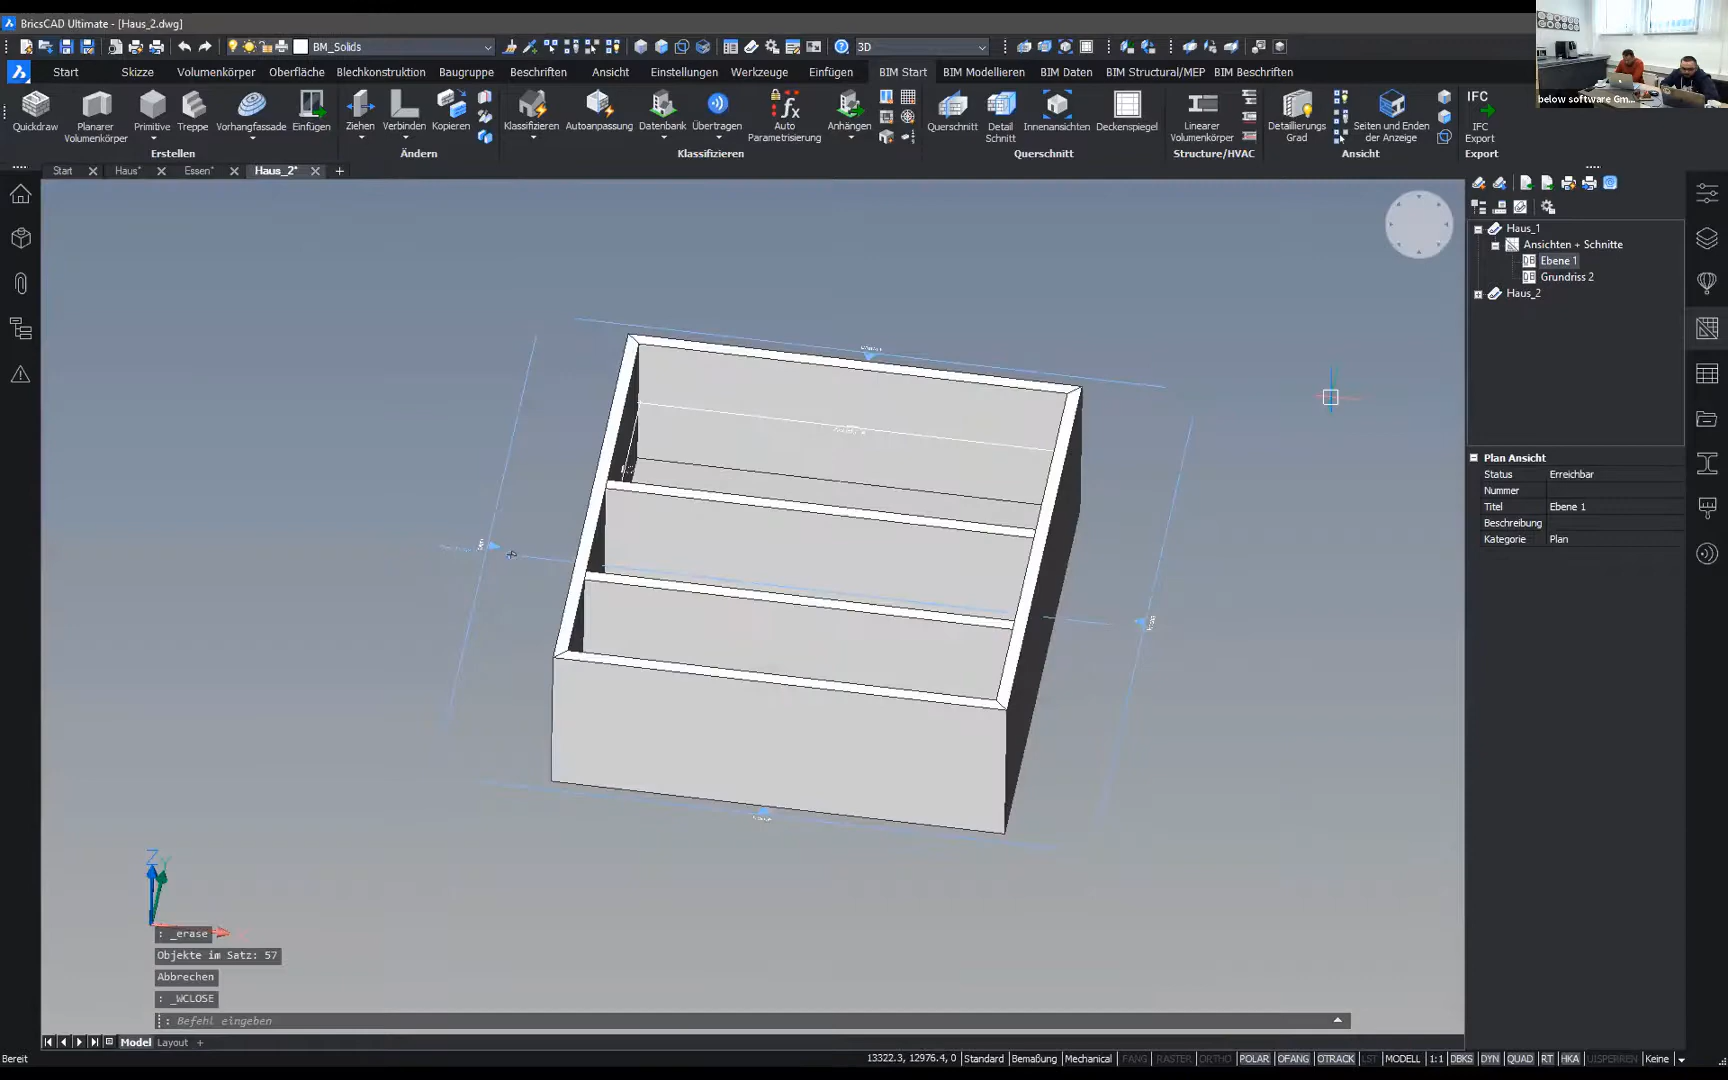 BricsCAD Ultimate - [Haus_2.dwg]
BM_Solids
3D
Start Skizze Volumenkörper Oberfläche Blechkonstruktion Baugruppe Beschriften Ansicht Einstellungen Werkzeuge Einfügen BIM Start BIM Modellieren BIM Daten BIM Structural/MEP BIM Beschriften
Quickdraw
Planarer Volumenkörper
Primitive
Treppe
Vorhangfassade
Einfügen
Ziehen
Verbinden
Kopieren
Klassifizieren
Autoanpassung
Datenbank
Übertragen
Auto Parametrisierung
Anhängen
Querschnitt
Detail Schnitt
Innenansichten
Deckenspiegel
Linearer Volumenkörper
Detaillierungs Grad
Seiten und Enden der Anzeige
IFC
IFC Export
Erstellen Ändern Klassifizieren Querschnitt Structure/HVAC Ansicht Export
below software Gm...
Start Haus* Essen* Haus_2* +
Haus_1
Ansichten + Schnitte
Ebene 1
Grundriss 2
Haus_2
Plan Ansicht
Status Erreichbar
Nummer
Titel Ebene 1
Beschreibung
Kategorie Plan
Z
Y
: _erase
Objekte im Satz: 57
Abbrechen
: _WCLOSE
: Befehl eingeben
Model Layout +
Bereit
13322.3, 12976.4, 0 Standard Bemaßung Mechanical FANG RASTER ORTHO POLAR OFANG OTRACK LST MODELL 1:1 DBKS DYN QUAD RT HKA Keine